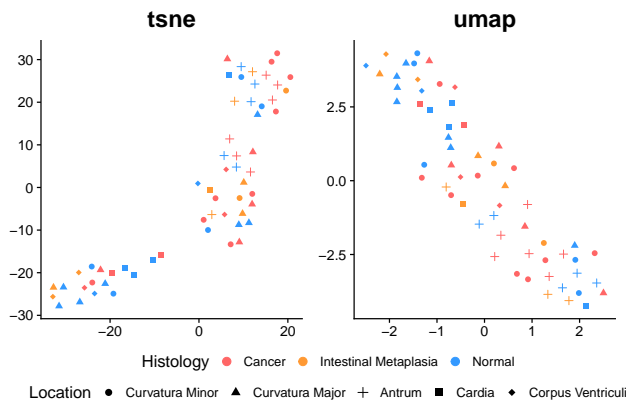 tsne umap
30
20
10
0
−10
−20
−30
−20 0 20
2.5
0.0
−2.5
−2 −1 0 1 2
Histology Cancer Intestinal Metaplasia Normal
Location Curvatura Minor Curvatura Major Antrum Cardia Corpus Ventriculi